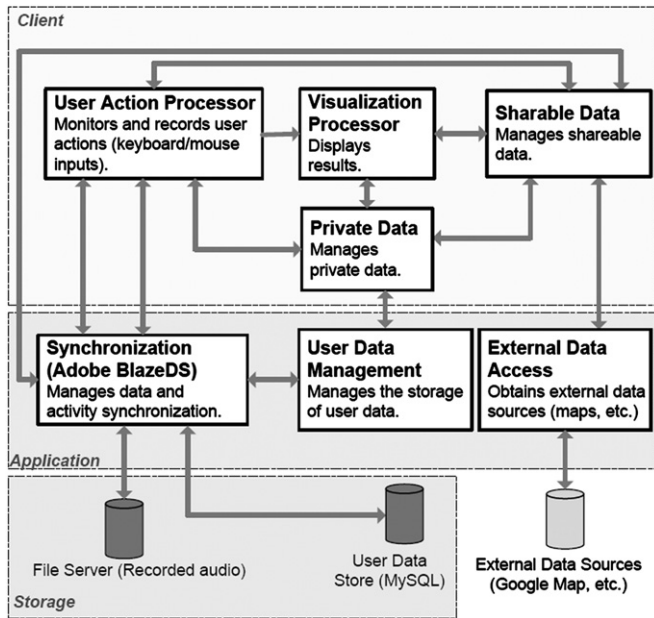 Client
User Action Processor
Monitors and records user
actions (keyboard/mouse
inputs).
Visualization
Processor
Displays
results.
Sharable Data
Manages shareable
data.
Private Data
Manages
private data.
Synchronization
(Adobe BlazeDS)
Manages data and
activity synchronization.
User Data
Management
Manages the storage
of user data.
External Data
Access
Obtains external data
sources (maps, etc.)
Application
File Server (Recorded audio)
User Data
Store (MySQL)
External Data Sources
(Google Map, etc.)
Storage